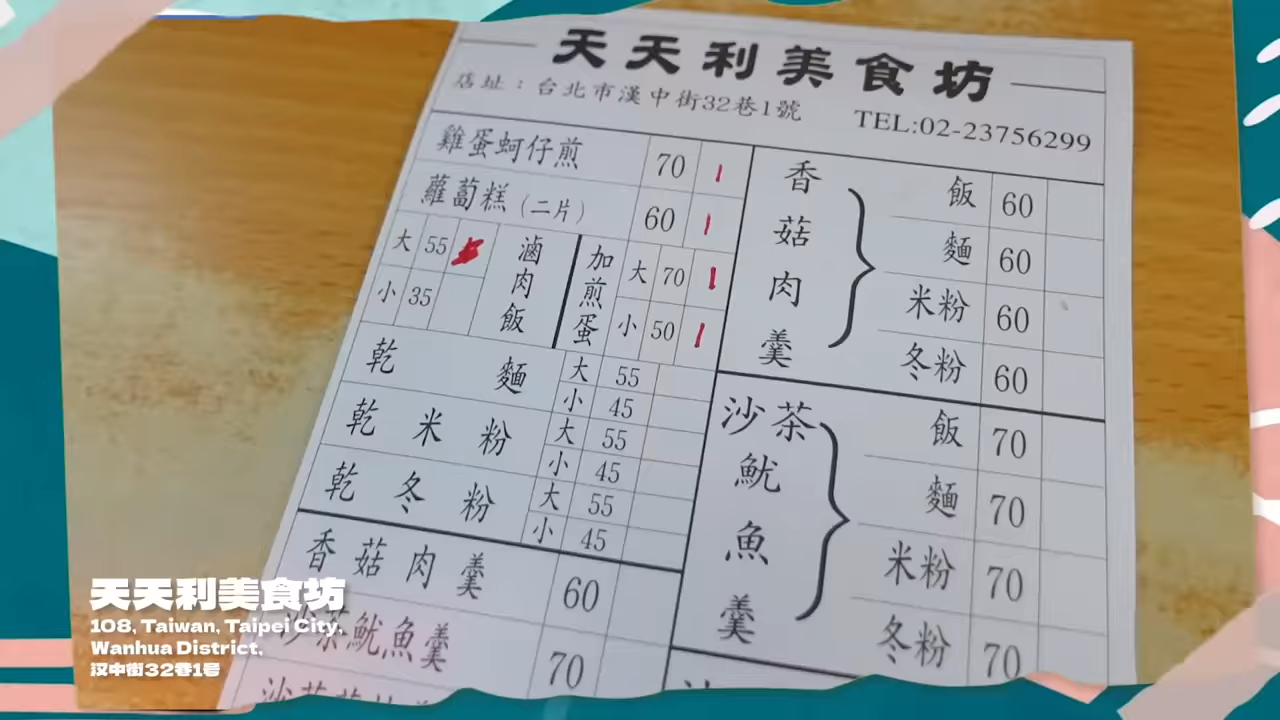 天天利美食坊
店址：台北市漢中街32巷1號 TEL:02-23756299
雞蛋蚵仔煎 70 1
蘿蔔糕(二片) 60 1
滷肉飯
大 55
小 35
加煎蛋
大 70 1
小 50 1
乾麵
大 55
小 45
乾米粉
大 55
小 45
乾冬粉
大 55
小 45
香菇肉羹 60
沙茶魷魚羹 70
香菇肉羹
飯 60
麵 60
米粉 60
冬粉 60
沙茶魷魚羹
飯 70
麵 70
米粉 70
冬粉 70
天天利美食坊
108, Taiwan, Taipei City,
Wanhua District,
汉中街32巷1号